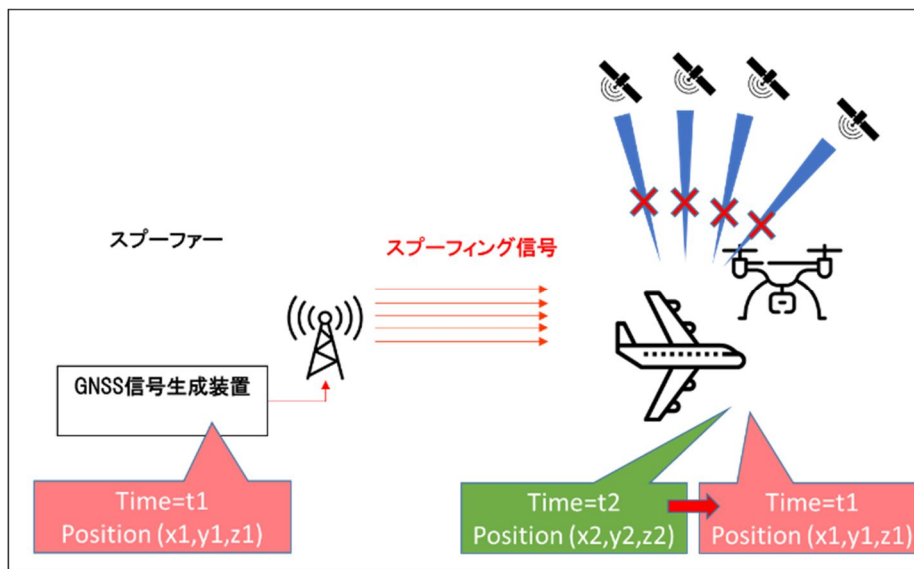 スプーファー
スプーフィング信号
GNSS信号生成装置
Time=t1
Position (x1,y1,z1)
Time=t2
Position (x2,y2,z2)
Time=t1
Position (x1,y1,z1)